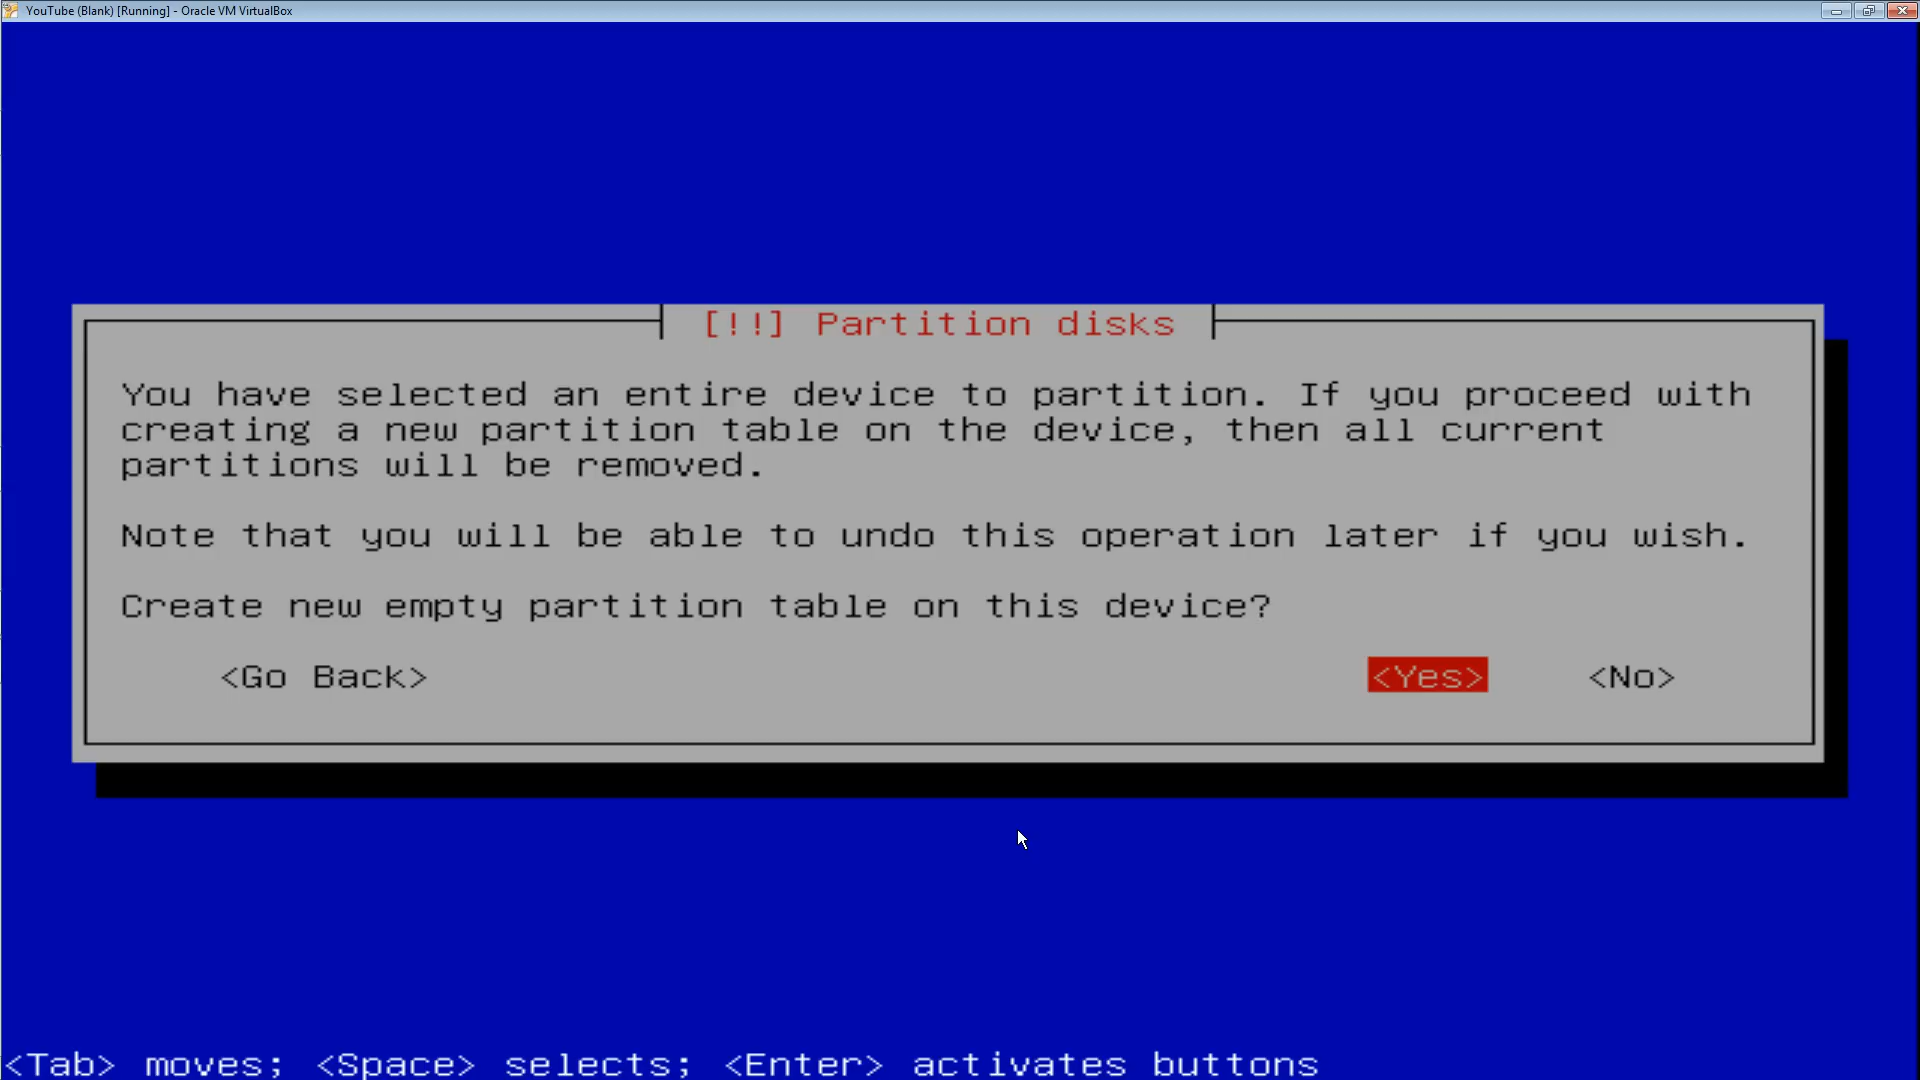 YouTube (Blank) [Running] - Oracle VM VirtualBox
[!!] Partition disks
You have selected an entire device to partition. If you proceed with
creating a new partition table on the device, then all current
partitions will be removed.
Note that you will be able to undo this operation later if you wish.
Create new empty partition table on this device?
<Go Back> <Yes> <No>
<Tab> moves; <Space> selects; <Enter> activates buttons